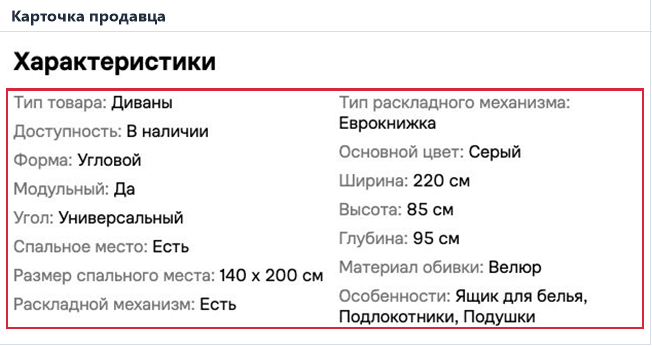 Карточка продавца
Характеристики
Тип товара: Диваны
Доступность: В наличии
Форма: Угловой
Модульный: Да
Угол: Универсальный
Спальное место: Есть
Размер спального места: 140 x 200 см
Раскладной механизм: Есть
Тип раскладного механизма:
Еврокнижка
Основной цвет: Серый
Ширина: 220 см
Высота: 85 см
Глубина: 95 см
Материал обивки: Велюр
Особенности: Ящик для белья,
Подлокотники, Подушки